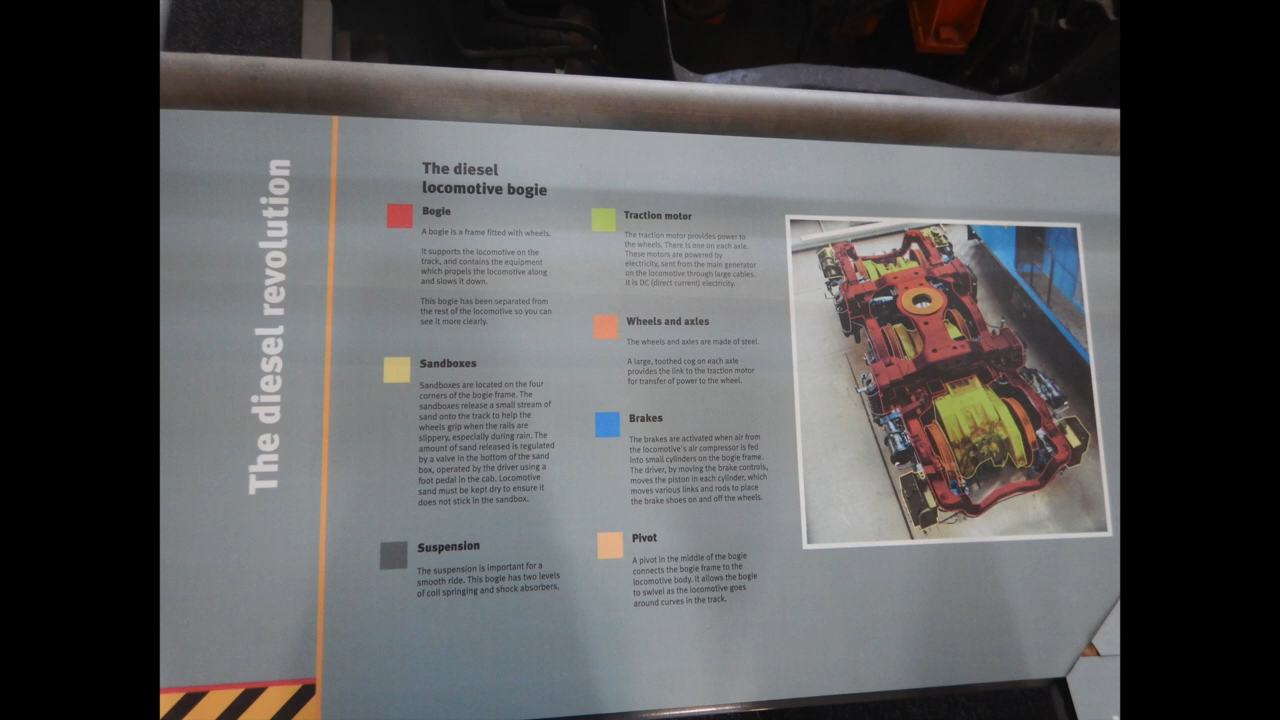 The diesel revolution
The diesel
locomotive bogie
Bogie
A bogie is a frame fitted with wheels.
It supports the locomotive on the
track, and contains the equipment
which propels the locomotive along
and slows it down.
This bogie has been separated from
the rest of the locomotive so you can
see it more clearly.
Sandboxes
Sandboxes are located on the four
corners of the bogie frame. The
sandboxes release a small stream of
sand onto the track to help the
wheels grip when the rails are
slippery, especially during rain. The
amount of sand released is regulated
by a valve in the bottom of the sand
box, operated by the driver using a
foot pedal in the cab. Locomotive
sand must be kept dry to ensure it
does not stick in the sandbox.
Suspension
The suspension is important for a
smooth ride. This bogie has two levels
of coil springing and shock absorbers.
Traction motor
The traction motor provides power to
the wheels. There is one on each axle.
These motors are powered by
electricity, sent from the main generator
on the locomotive through large cables.
It is DC (direct current) electricity.
Wheels and axles
The wheels and axles are made of steel.
A large, toothed cog on each axle
provides the link to the traction motor
for transfer of power to the wheel.
Brakes
The brakes are activated when air from
the locomotive's air compressor is fed
into small cylinders on the bogie frame.
The driver, by moving the brake controls,
moves the piston in each cylinder, which
moves various links and rods to place
the brake shoes on and off the wheels.
Pivot
A pivot in the middle of the bogie
connects the bogie frame to the
locomotive body. It allows the bogie
to swivel as the locomotive goes
around curves in the track.